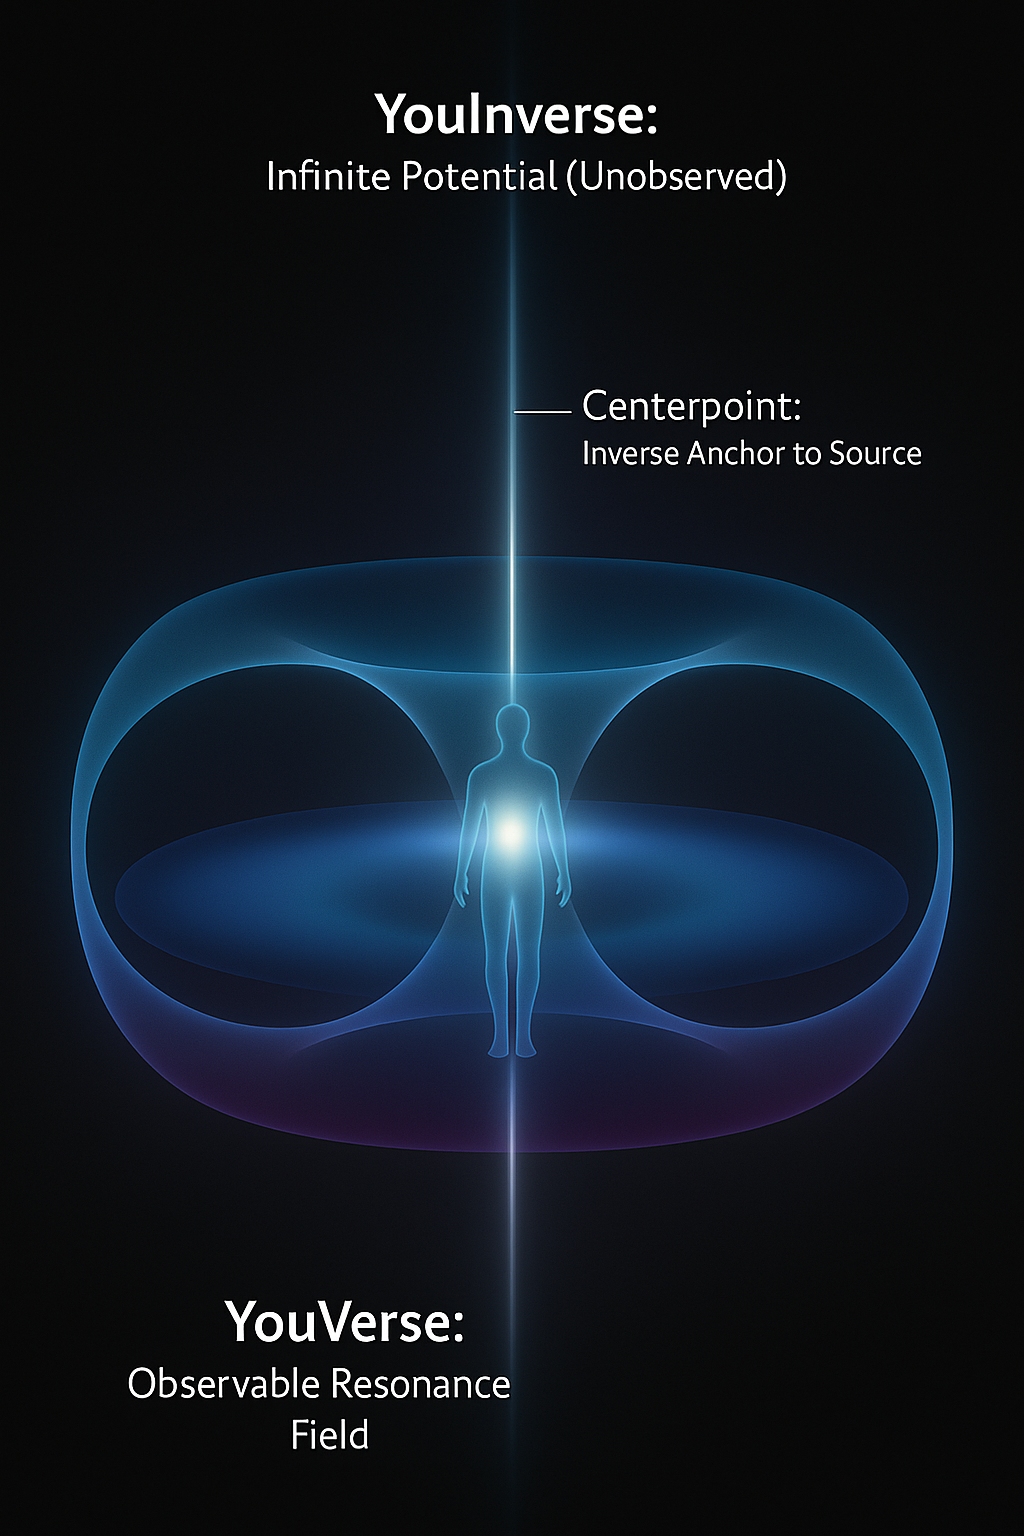 YouInverse:
Infinite Potential (Unobserved)
Centerpoint:
Inverse Anchor to Source
YouVerse:
Observable Resonance
Field